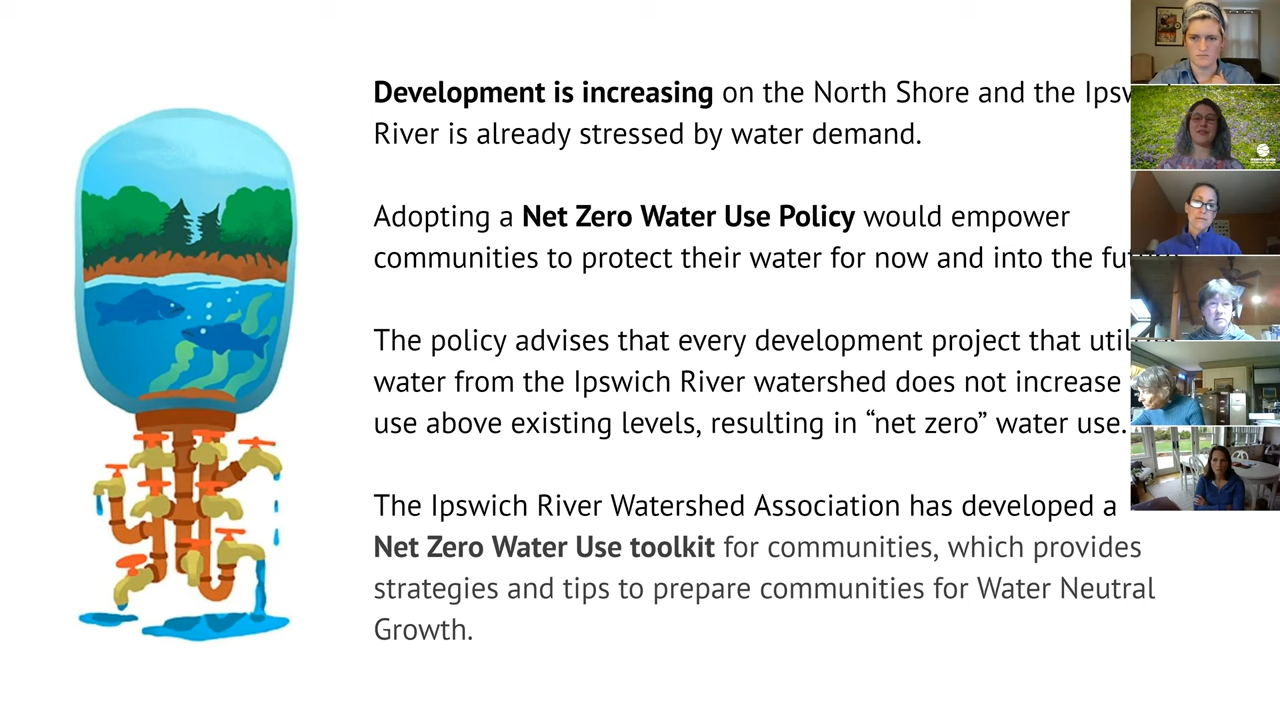 Development is increasing on the North Shore and the
River is already stressed by water demand.
Adopting a Net Zero Water Use Policy would empower
communities to protect their water for now and into the
The policy advises that every development project that
water from the Ipswich River watershed does not increase
use above existing levels, resulting in “net zero” water use.
The Ipswich River Watershed Association has developed a
Net Zero Water Use toolkit for communities, which provides
strategies and tips to prepare communities for Water Neutral
Growth.